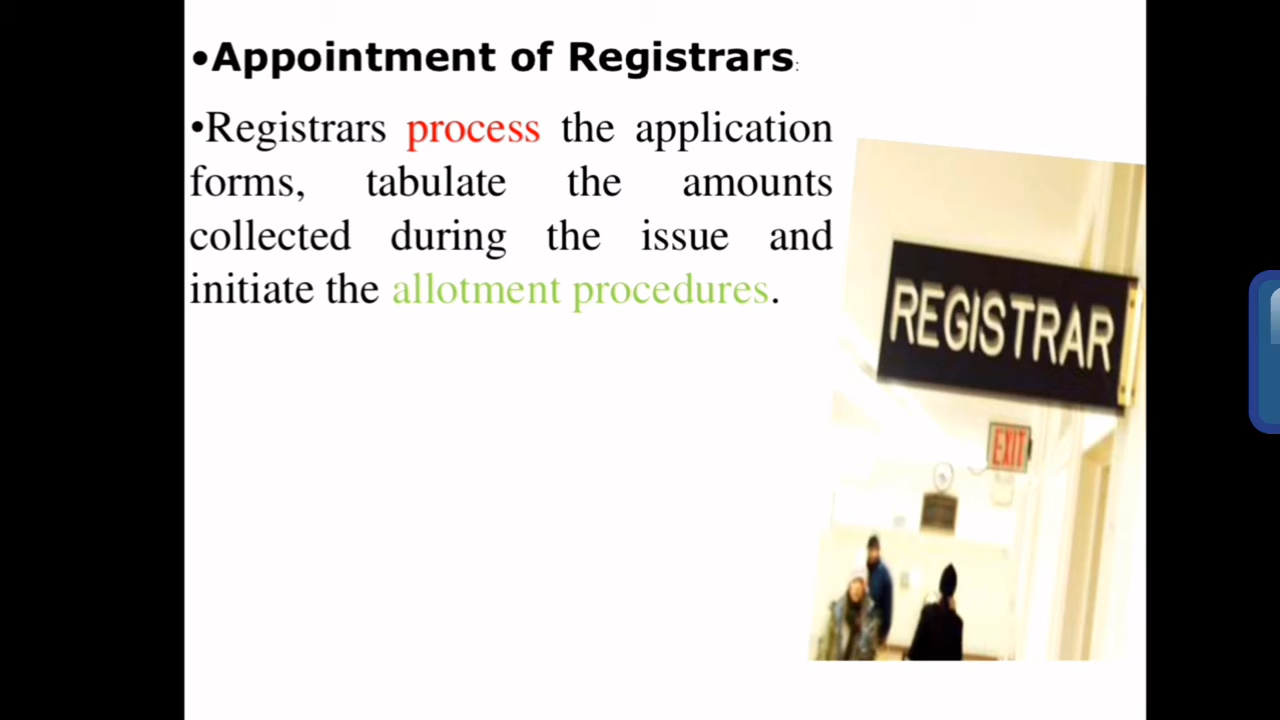 •Appointment of Registrars:
•Registrars process the application
forms, tabulate the amounts
collected during the issue and
initiate the allotment procedures.
REGISTRAR
EXIT